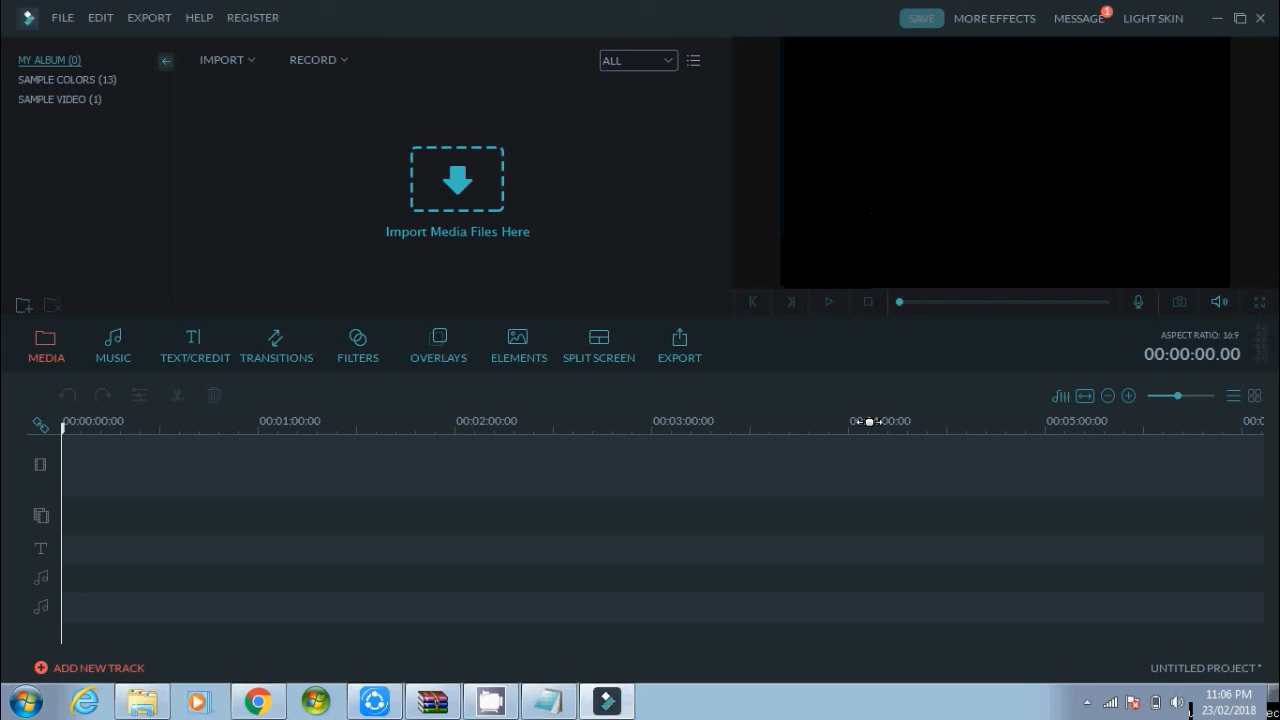 FILE EDIT EXPORT HELP REGISTER
SAVE MORE EFFECTS MESSAGE 1 LIGHT SKIN
MY ALBUM (0)
SAMPLE COLORS (13)
SAMPLE VIDEO (1)
IMPORT RECORD ALL
Import Media Files Here
MEDIA MUSIC TEXT/CREDIT TRANSITIONS FILTERS OVERLAYS ELEMENTS SPLIT SCREEN EXPORT
ASPECT RATIO: 16:9
00:00:00.00
00:00:00:00 00:01:00:00 00:02:00:00 00:03:00:00 00:04:00:00 00:05:00:00 00:0
ADD NEW TRACK
UNTITLED PROJECT *
11:06 PM
23/02/2018